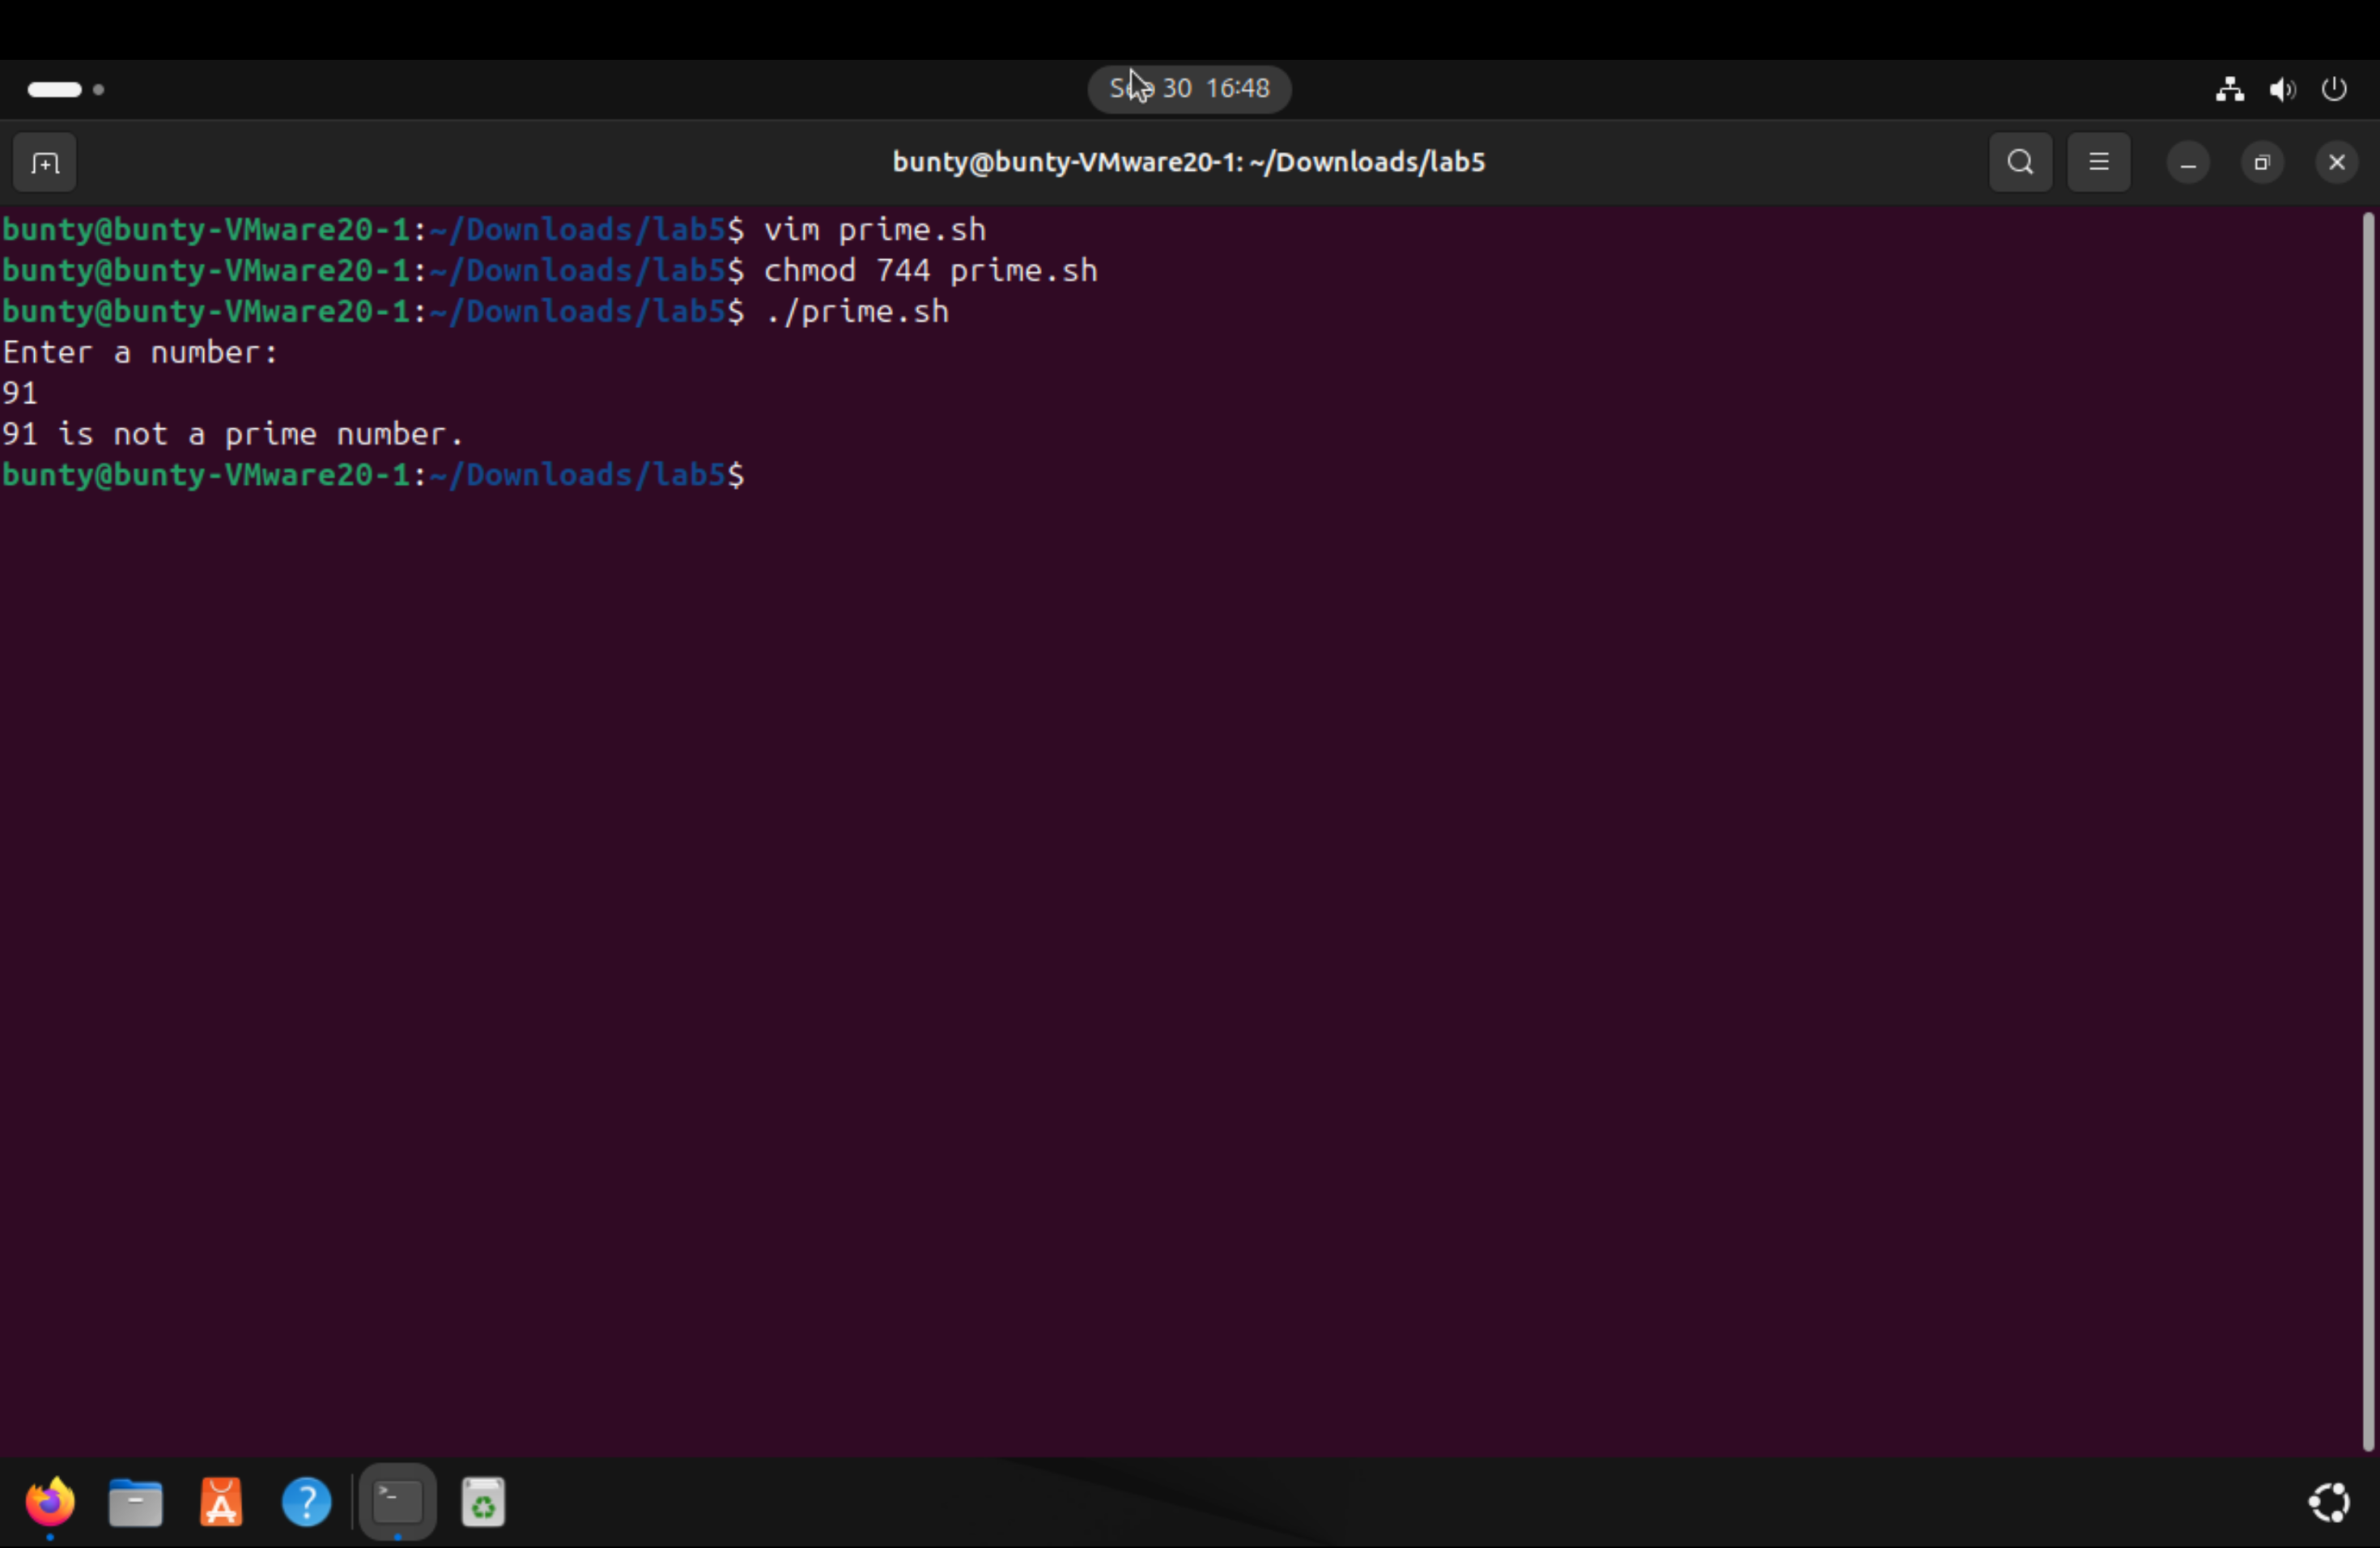 30 16:48
bunty@bunty-VMware20-1: ~/Downloads/lab5
bunty@bunty-VMware20-1:~/Downloads/lab5$ vim prime.sh
bunty@bunty-VMware20-1:~/Downloads/lab5$ chmod 744 prime.sh
bunty@bunty-VMware20-1:~/Downloads/lab5$ ./prime.sh
Enter a number:
91
91 is not a prime number.
bunty@bunty-VMware20-1:~/Downloads/lab5$